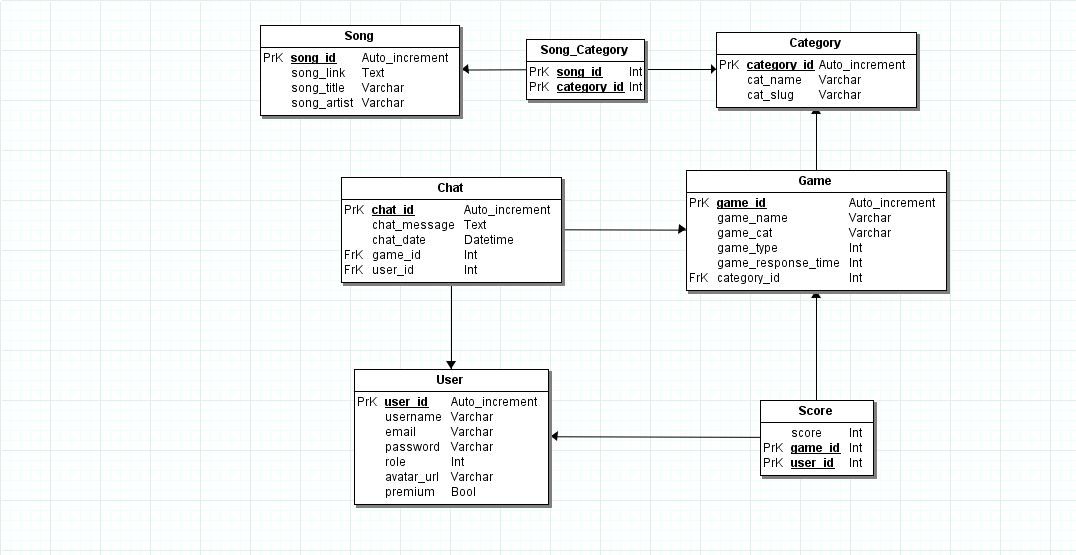 Song
PrK song_id Auto_increment
song_link Text
song_title Varchar
song_artist Varchar
Song_Category
PrK song_id Int
PrK category_id Int
Category
PrK category_id Auto_increment
cat_name Varchar
cat_slug Varchar
Chat
PrK chat_id Auto_increment
chat_message Text
chat_date Datetime
FrK game_id Int
FrK user_id Int
Game
PrK game_id Auto_increment
game_name Varchar
game_cat Varchar
game_type Int
game_response_time Int
FrK category_id Int
User
PrK user_id Auto_increment
username Varchar
email Varchar
password Varchar
role Int
avatar_url Varchar
premium Bool
Score
score Int
PrK game_id Int
PrK user_id Int